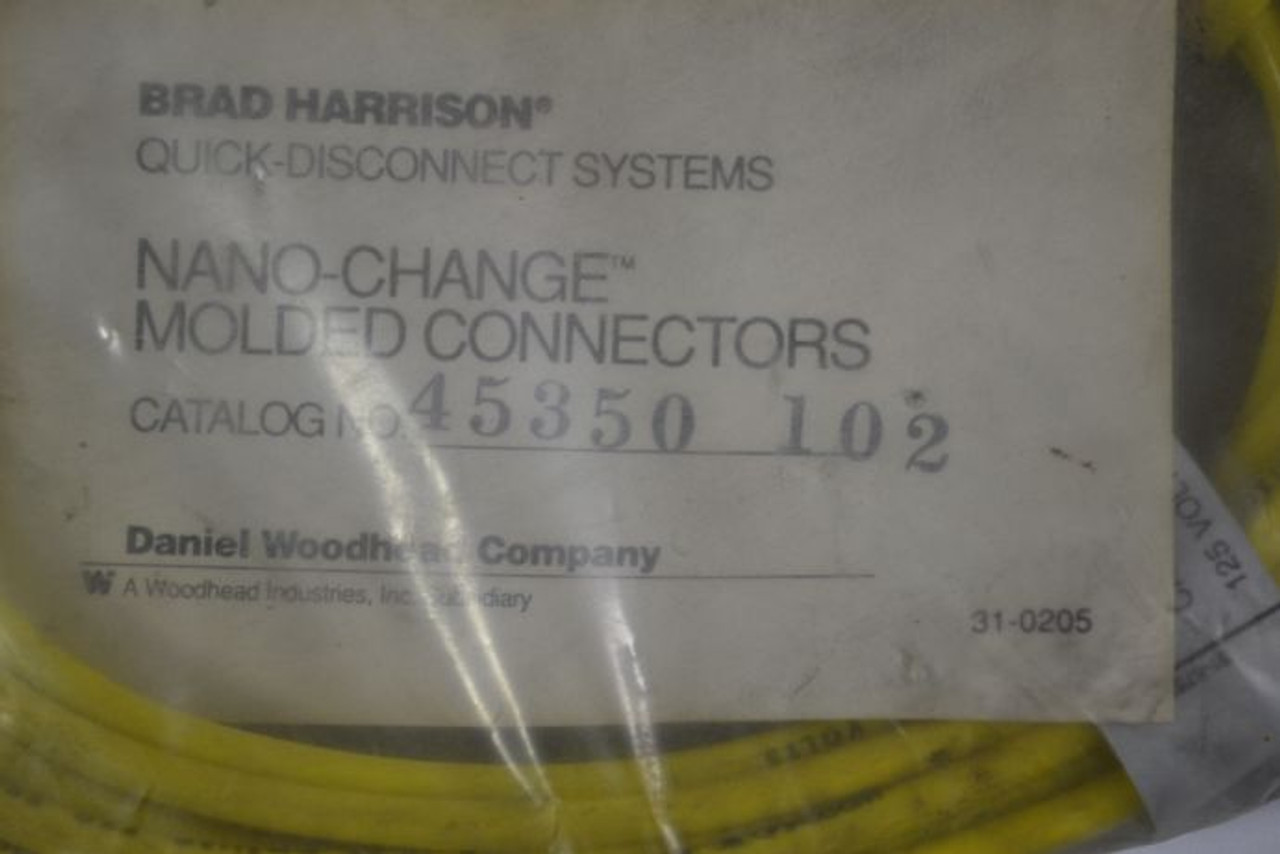 BRAD HARRISON®
QUICK-DISCONNECT SYSTEMS
NANO-CHANGE™
MOLDED CONNECTORS
CATALOG NO. 45350 102
Daniel Woodhead Company
W A Woodhead Industries, Inc. Subsidiary
31-0205
125 VOL
VOLTS